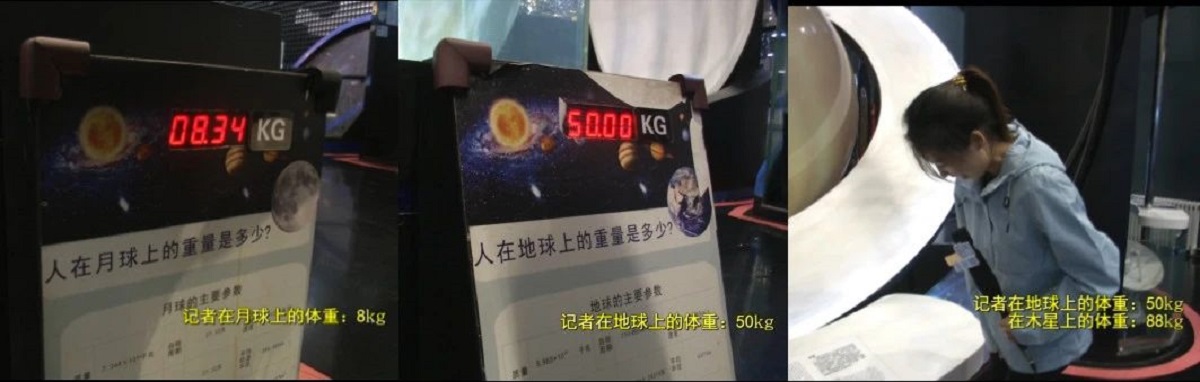 08.34 KG
人在月球上的重量是多少?
月球的主要参数
记者在月球上的体重：8kg
质量
50.00 KG
人在地球上的重量是多少?
地球的主要参数
记者在地球上的体重：50kg
质量
记者在地球上的体重：50kg
在木星上的体重：88kg